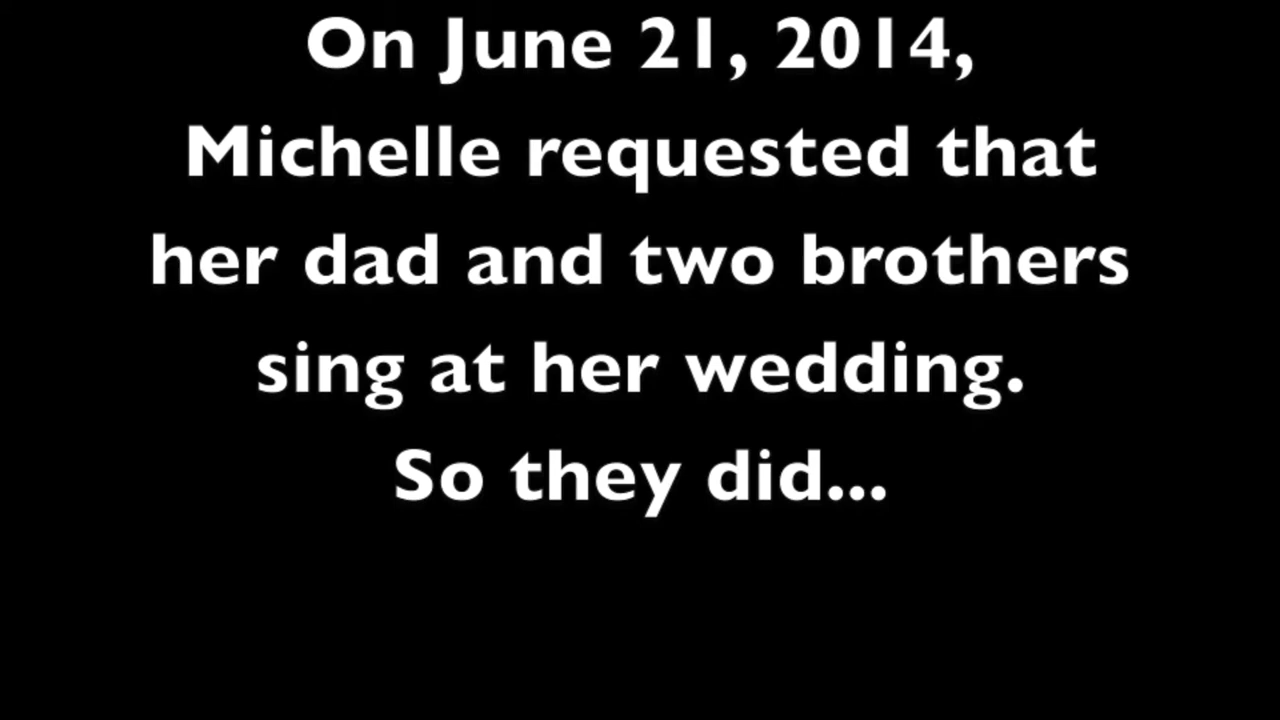 On June 21, 2014,
Michelle requested that
her dad and two brothers
sing at her wedding.
So they did...